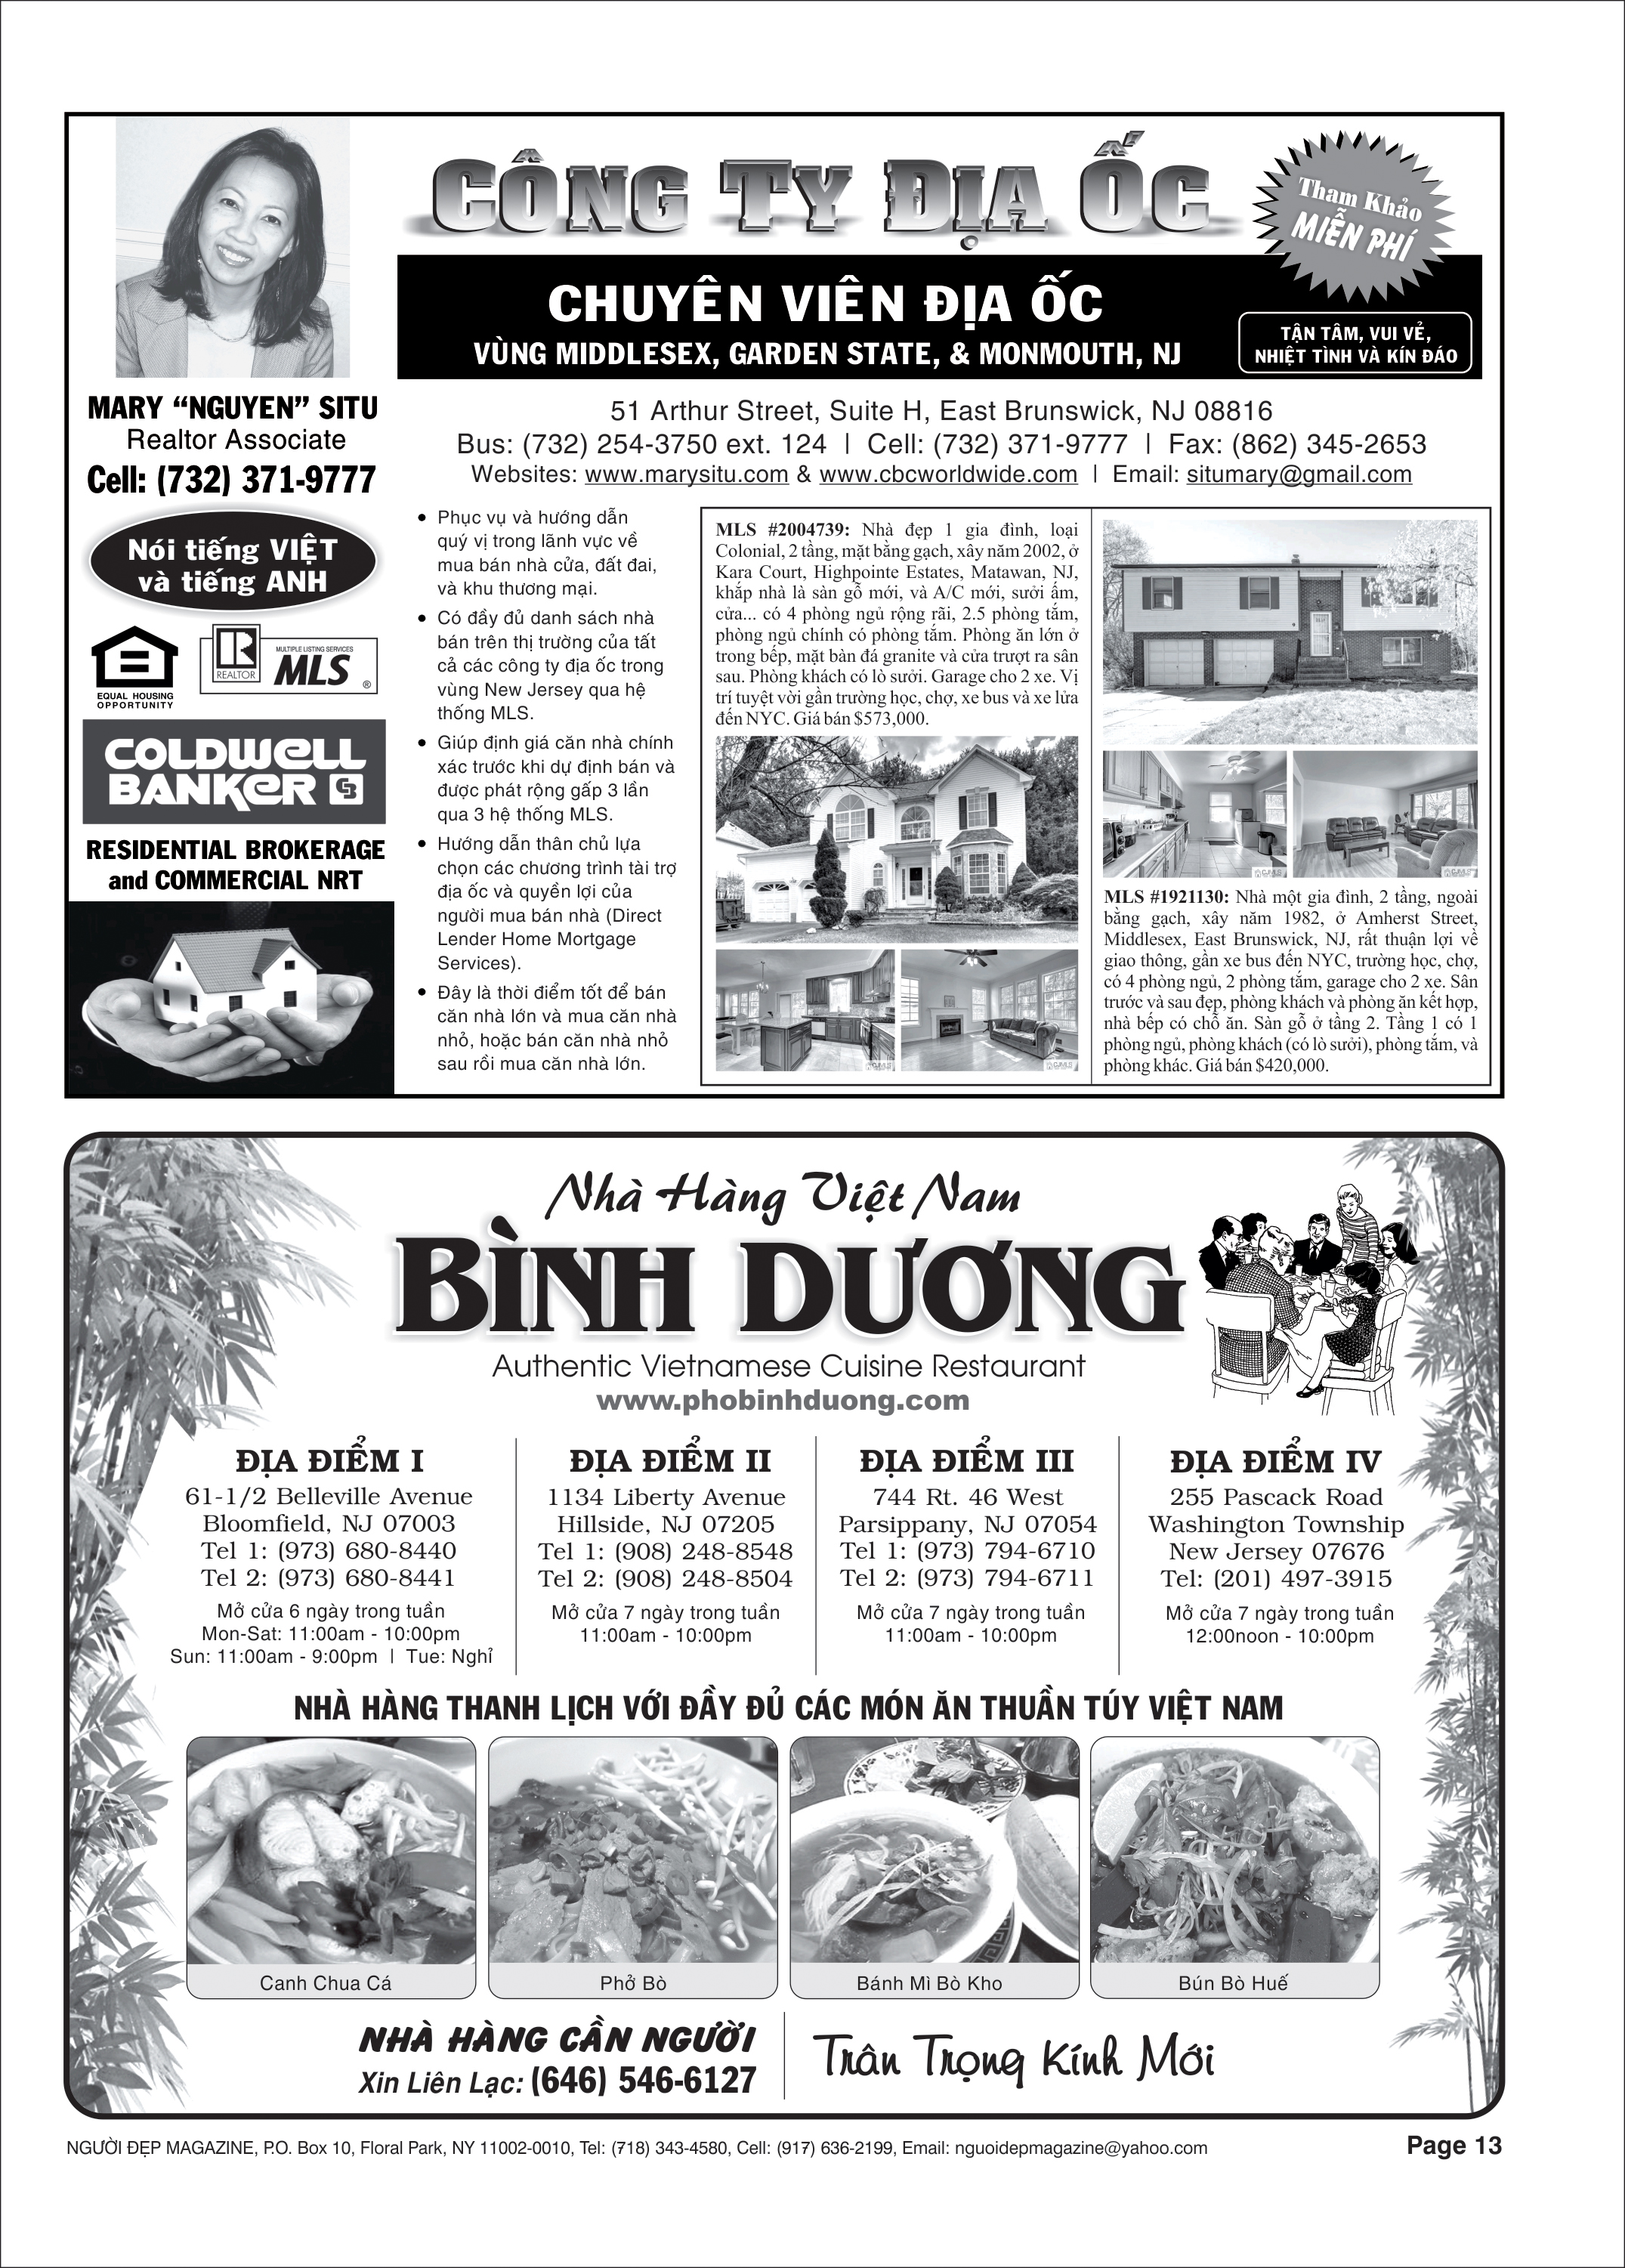 CÔNG TY ĐỊA ỐC
Tham Khảo
MIỄN PHÍ
CHUYÊN VIÊN ĐỊA ỐC
VÙNG MIDDLESEX, GARDEN STATE, & MONMOUTH, NJ
TẬN TÂM, VUI VẺ,
NHIỆT TÌNH VÀ KÍN ĐÁO
MARY “NGUYEN” SITU
Realtor Associate
Cell: (732) 371-9777
Nói tiếng VIỆT
và tiếng ANH
EQUAL HOUSING
OPPORTUNITY
R
REALTOR
MULTIPLE LISTING SERVICES
MLS ®
COLDWELL
BANKER CB
RESIDENTIAL BROKERAGE
and COMMERCIAL NRT
51 Arthur Street, Suite H, East Brunswick, NJ 08816
Bus: (732) 254-3750 ext. 124 | Cell: (732) 371-9777 | Fax: (862) 345-2653
Websites: www.marysitu.com & www.cbcworldwide.com | Email: situmary@gmail.com
• Phục vụ và hướng dẫn
quý vị trong lãnh vực về
mua bán nhà cửa, đất đai,
và khu thương mại.
• Có đầy đủ danh sách nhà
bán trên thị trường của tất
cả các công ty địa ốc trong
vùng New Jersey qua hệ
thống MLS.
• Giúp định giá căn nhà chính
xác trước khi dự định bán và
được phát rộng gấp 3 lần
qua 3 hệ thống MLS.
• Hướng dẫn thân chủ lựa
chọn các chương trình tài trợ
địa ốc và quyền lợi của
người mua bán nhà (Direct
Lender Home Mortgage
Services).
• Đây là thời điểm tốt để bán
căn nhà lớn và mua căn nhà
nhỏ, hoặc bán căn nhà nhỏ
sau rồi mua căn nhà lớn.
MLS #2004739: Nhà đẹp 1 gia đình, loại
Colonial, 2 tầng, mặt bằng gạch, xây năm 2002, ở
Kara Court, Highpointe Estates, Matawan, NJ,
khắp nhà là sàn gỗ mới, và A/C mới, sưởi ấm,
cửa... có 4 phòng ngủ rộng rãi, 2.5 phòng tắm,
phòng ngủ chính có phòng tắm. Phòng ăn lớn ở
trong bếp, mặt bàn đá granite và cửa trượt ra sân
sau. Phòng khách có lò sưởi. Garage cho 2 xe. Vị
trí tuyệt vời gần trường học, chợ, xe bus và xe lửa
đến NYC. Giá bán $573,000.
MLS #1921130: Nhà một gia đình, 2 tầng, ngoài
bằng gạch, xây năm 1982, ở Amherst Street,
Middlesex, East Brunswick, NJ, rất thuận lợi về
giao thông, gần xe bus đến NYC, trường học, chợ,
có 4 phòng ngủ, 2 phòng tắm, garage cho 2 xe. Sân
trước và sau đẹp, phòng khách và phòng ăn kết hợp,
nhà bếp có chỗ ăn. Sàn gỗ ở tầng 2. Tầng 1 có 1
phòng ngủ, phòng khách (có lò sưởi), phòng tắm, và
phòng khác. Giá bán $420,000.
Nhà Hàng Việt Nam
BÌNH DƯƠNG
Authentic Vietnamese Cuisine Restaurant
www.phobinhduong.com
ĐỊA ĐIỂM I
61-1/2 Belleville Avenue
Bloomfield, NJ 07003
Tel 1: (973) 680-8440
Tel 2: (973) 680-8441
Mở cửa 6 ngày trong tuần
Mon-Sat: 11:00am - 10:00pm
Sun: 11:00am - 9:00pm | Tue: Nghỉ
ĐỊA ĐIỂM II
1134 Liberty Avenue
Hillside, NJ 07205
Tel 1: (908) 248-8548
Tel 2: (908) 248-8504
Mở cửa 7 ngày trong tuần
11:00am - 10:00pm
ĐỊA ĐIỂM III
744 Rt. 46 West
Parsippany, NJ 07054
Tel 1: (973) 794-6710
Tel 2: (973) 794-6711
Mở cửa 7 ngày trong tuần
11:00am - 10:00pm
ĐỊA ĐIỂM IV
255 Pascack Road
Washington Township
New Jersey 07676
Tel: (201) 497-3915
Mở cửa 7 ngày trong tuần
12:00noon - 10:00pm
NHÀ HÀNG THANH LỊCH VỚI ĐẦY ĐỦ CÁC MÓN ĂN THUẦN TÚY VIỆT NAM
Canh Chua Cá
Phở Bò
Bánh Mì Bò Kho
Bún Bò Huế
NHÀ HÀNG CẦN NGƯỜI
Xin Liên Lạc: (646) 546-6127
Trân Trọng Kính Mới
NGƯỜI ĐẸP MAGAZINE, P.O. Box 10, Floral Park, NY 11002-0010, Tel: (718) 343-4580, Cell: (917) 636-2199, Email: nguoidepmagazine@yahoo.com
Page 13